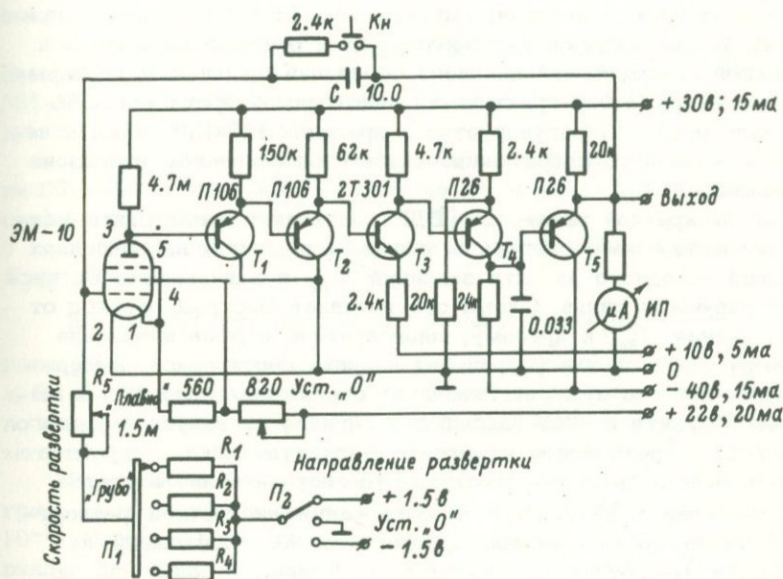 2.4к Кн
С 10.0
+ 30в; 15ма
150к 62к 4.7к 2.4к 20к
4.7м
П106 П106 2Т301 П26 П26
Выход
ЭМ-10
3 5
4
2 1
Т1 Т2 Т3 Т4 Т5
2.4к 20к 24к
0.033
μА ИП
+ 10в, 5ма
0
- 40в, 15ма
+ 22в, 20ма
560 820 Уст. „0"
R5
„Плавно"
1.5м
Скорость развертки
„Грубо"
П1
R1
R2
R3
R4
Направление развертки
П2
+ 1.5в
Уст. „0"
- 1.5в